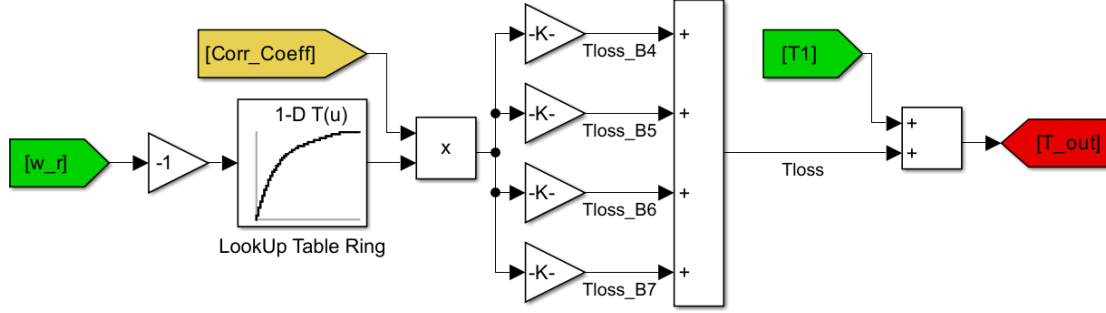 [Corr_Coeff]
[T1]
-K-
Tloss_B4
+
1-D T(u)
-K-
Tloss_B5
+
+
[w_r]
-1
x
+
[T_out]
Tloss
-K-
Tloss_B6
+
LookUp Table Ring
-K-
Tloss_B7
+